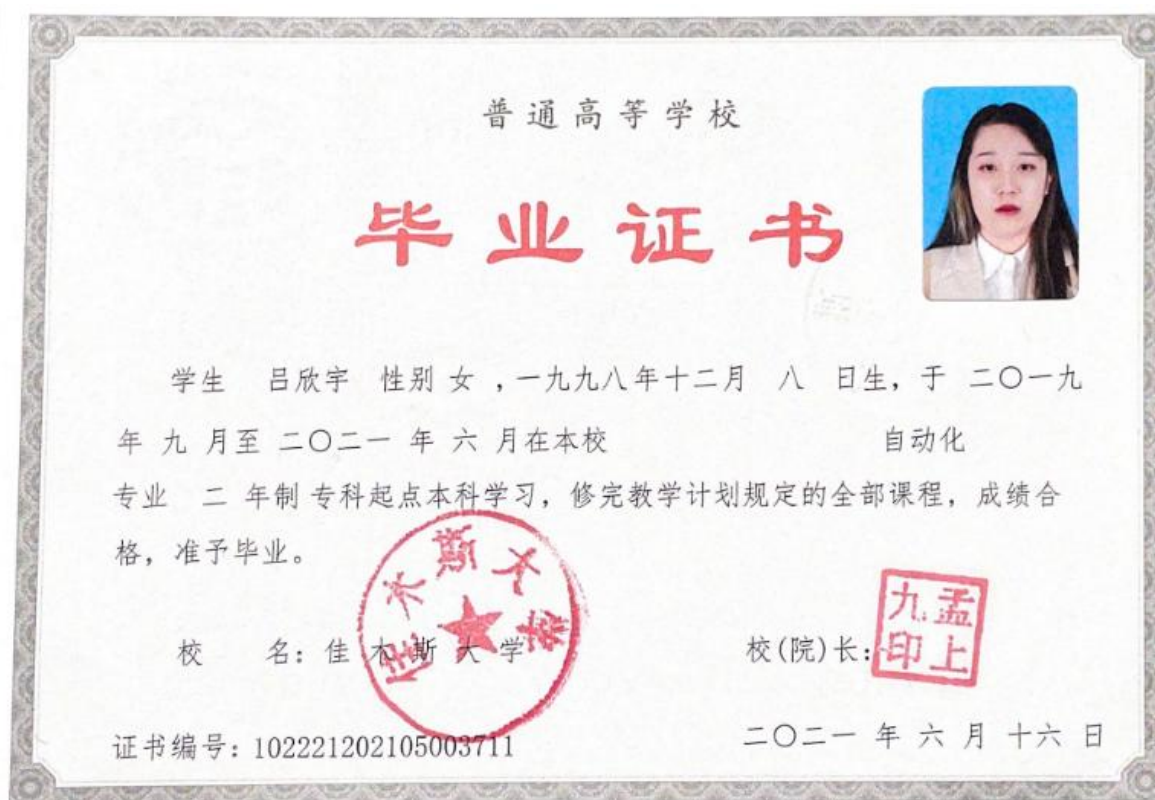 普通高等学校
毕业证书
学生 吕欣宇 性别 女 ,一九九八年十二月 八 日生,于 二〇一九
年 九 月至 二〇二一 年 六 月在本校 自动化
专业 二 年制 专科起点本科学习,修完教学计划规定的全部课程,成绩合
格,准予毕业。
佳木斯大学
校 名:佳木斯大学
校(院)长:
孟上九印
证书编号:102221202105003711
二〇二一 年 六 月 十六 日